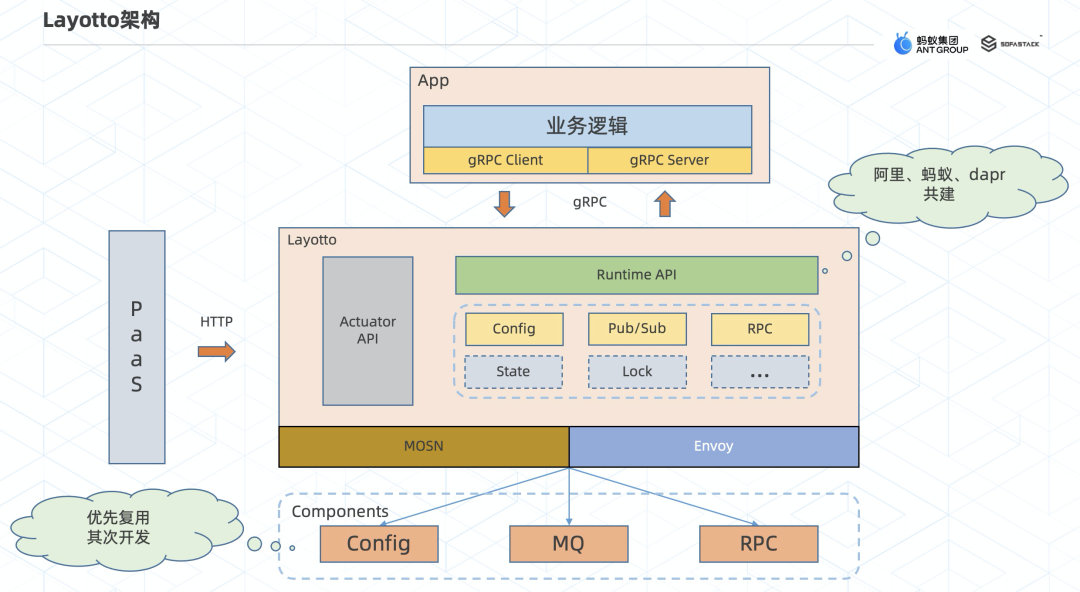 Layotto架构
蚂蚁集团
ANT GROUP
SOFASTACK
App
业务逻辑
gRPC Client
gRPC Server
gRPC
阿里、蚂蚁、dapr
共建
Layotto
Runtime API
Actuator
API
Config
Pub/Sub
RPC
State
Lock
...
PaaS
HTTP
MOSN
Envoy
优先复用
其次开发
Components
Config
MQ
RPC